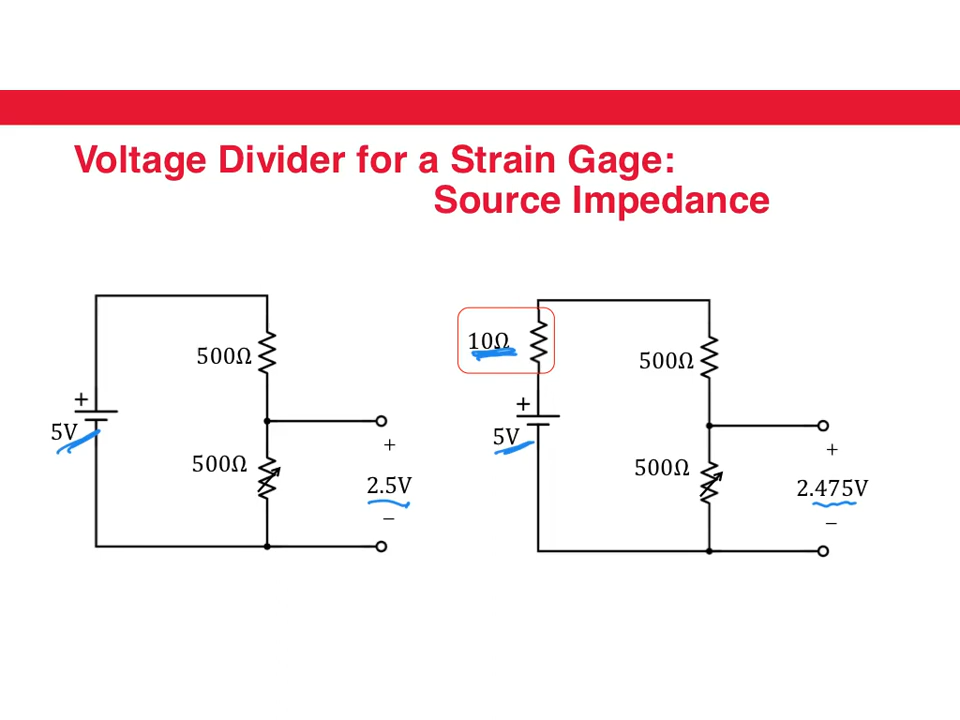 Voltage Divider for a Strain Gage:
Source Impedance
500Ω
+
5V
500Ω
+
2.5V
−
10Ω
500Ω
+
5V
500Ω
+
2.475V
−